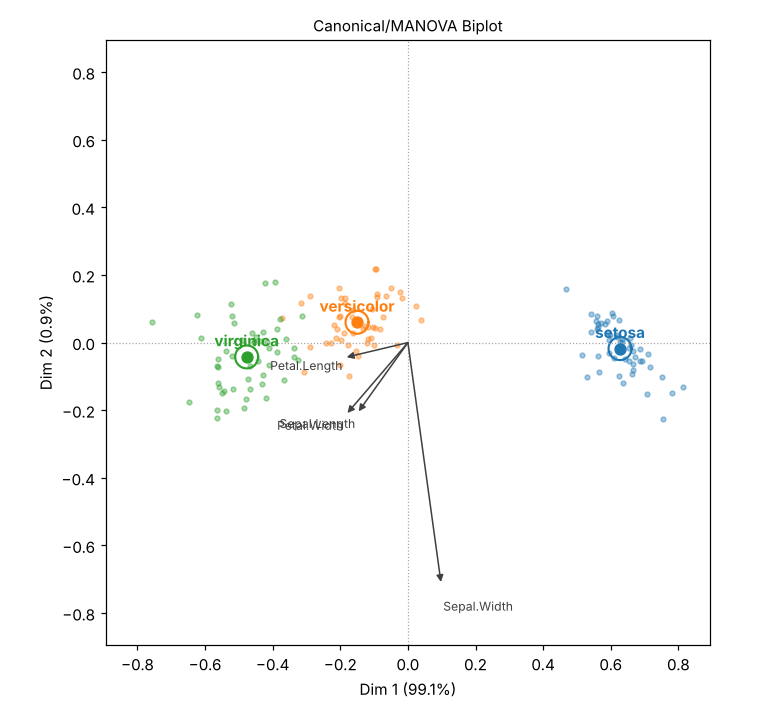 Canonical/MANOVA Biplot
Dim 2 (0.9%)
0.8
0.6
0.4
0.2
0.0
−0.2
−0.4
−0.6
−0.8
versicolor
setosa
virginica
Petal.Length
Sepal.Length
Petal.Width
Sepal.Width
−0.8 −0.6 −0.4 −0.2 0.0 0.2 0.4 0.6 0.8
Dim 1 (99.1%)